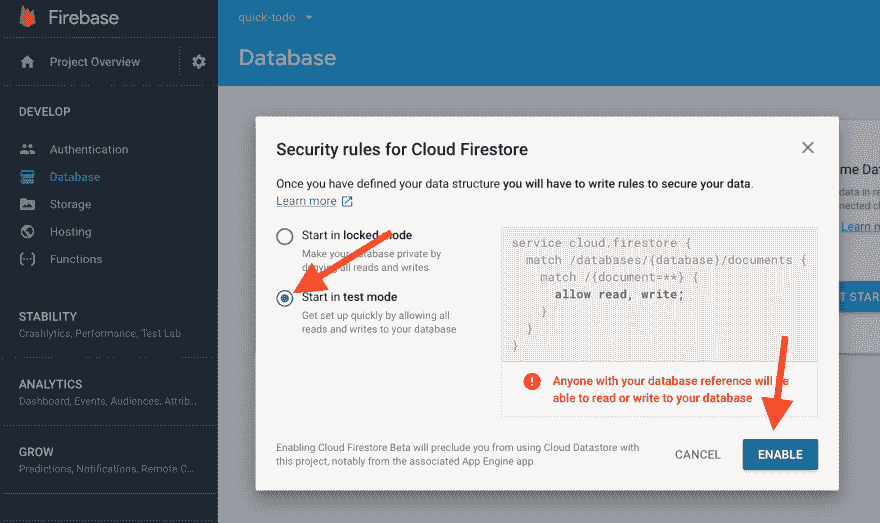 Firebase
quick-todo
Project Overview
Database
DEVELOP
Authentication
Database
Storage
Hosting
Functions
STABILITY
Crashlytics, Performance, Test Lab
ANALYTICS
Dashboard, Events, Audiences, Attrib...
GROW
Predictions, Notifications, Remote C...
Security rules for Cloud Firestore
Once you have defined your data structure you will have to write rules to secure your data.
Learn more
Start in locked mode
Make your database private by
denying all reads and writes
Start in test mode
Get set up quickly by allowing all
reads and writes to your database
service cloud.firestore {
match /databases/{database}/documents {
match /{document=**} {
allow read, write;
}
}
}
Anyone with your database reference will be
able to read or write to your database
Enabling Cloud Firestore Beta will preclude you from using Cloud Datastore with
this project, notably from the associated App Engine app.
CANCEL
ENABLE
me Da
data in r
nected c
Learn
T STAR